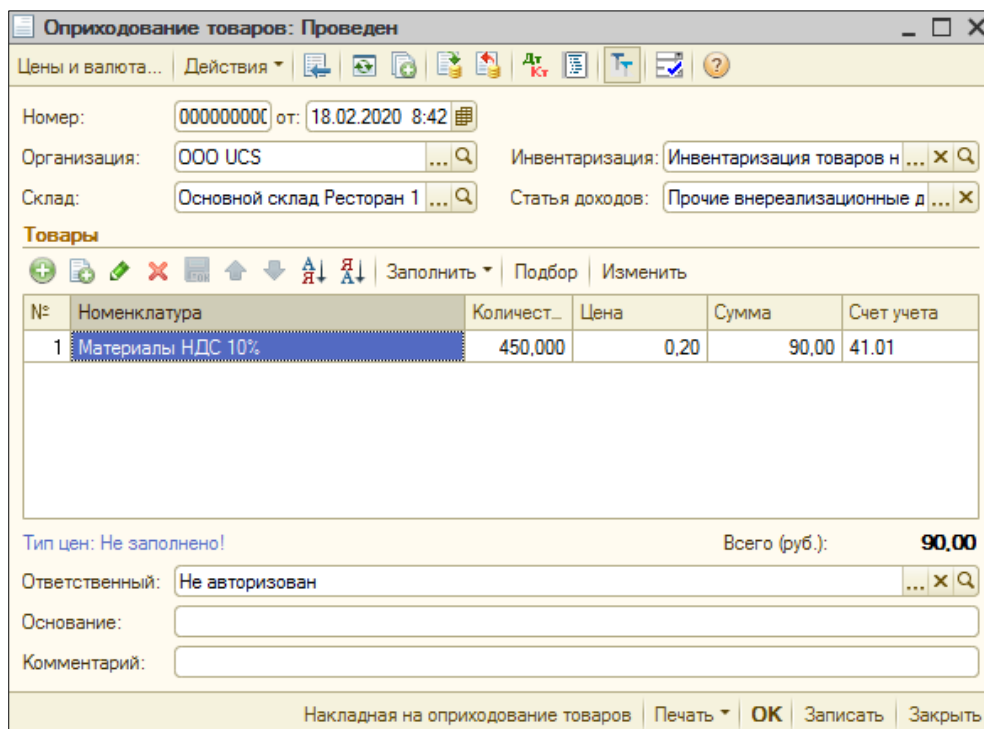 Оприходование товаров: Проведен
Цены и валюта... Действия Дт Кт
Номер: 000000000 от: 18.02.2020 8:42
Организация: ООО UCS ... Инвентаризация: Инвентаризация товаров н ...
Склад: Основной склад Ресторан 1 ... Статья доходов: Прочие внереализационные д ...
Товары
Заполнить Подбор Изменить
№ Номенклатура Количест... Цена Сумма Счет учета
1 Материалы НДС 10% 450,000 0,20 90,00 41.01
Тип цен: Не заполнено! Всего (руб.): 90,00
Ответственный: Не авторизован ...
Основание:
Комментарий:
Накладная на оприходование товаров Печать ОК Записать Закрыть